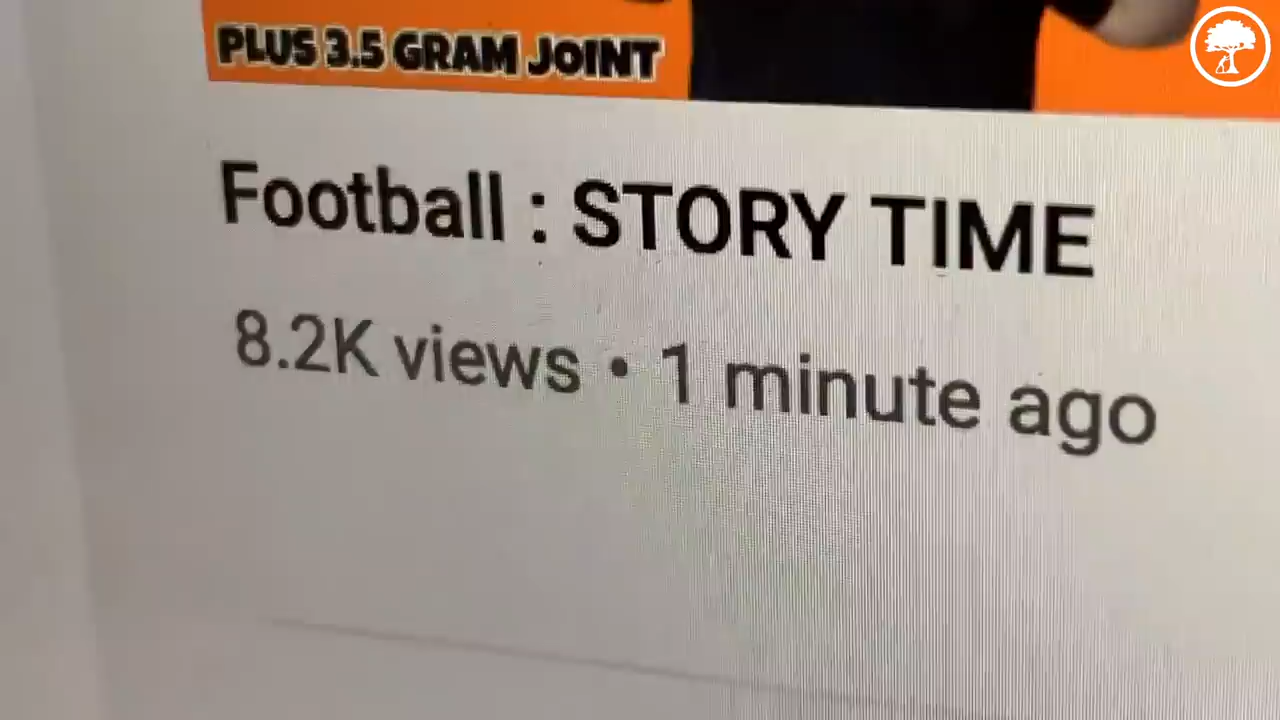 PLUS 3.5 GRAM JOINT
Football : STORY TIME
8.2K views • 1 minute ago